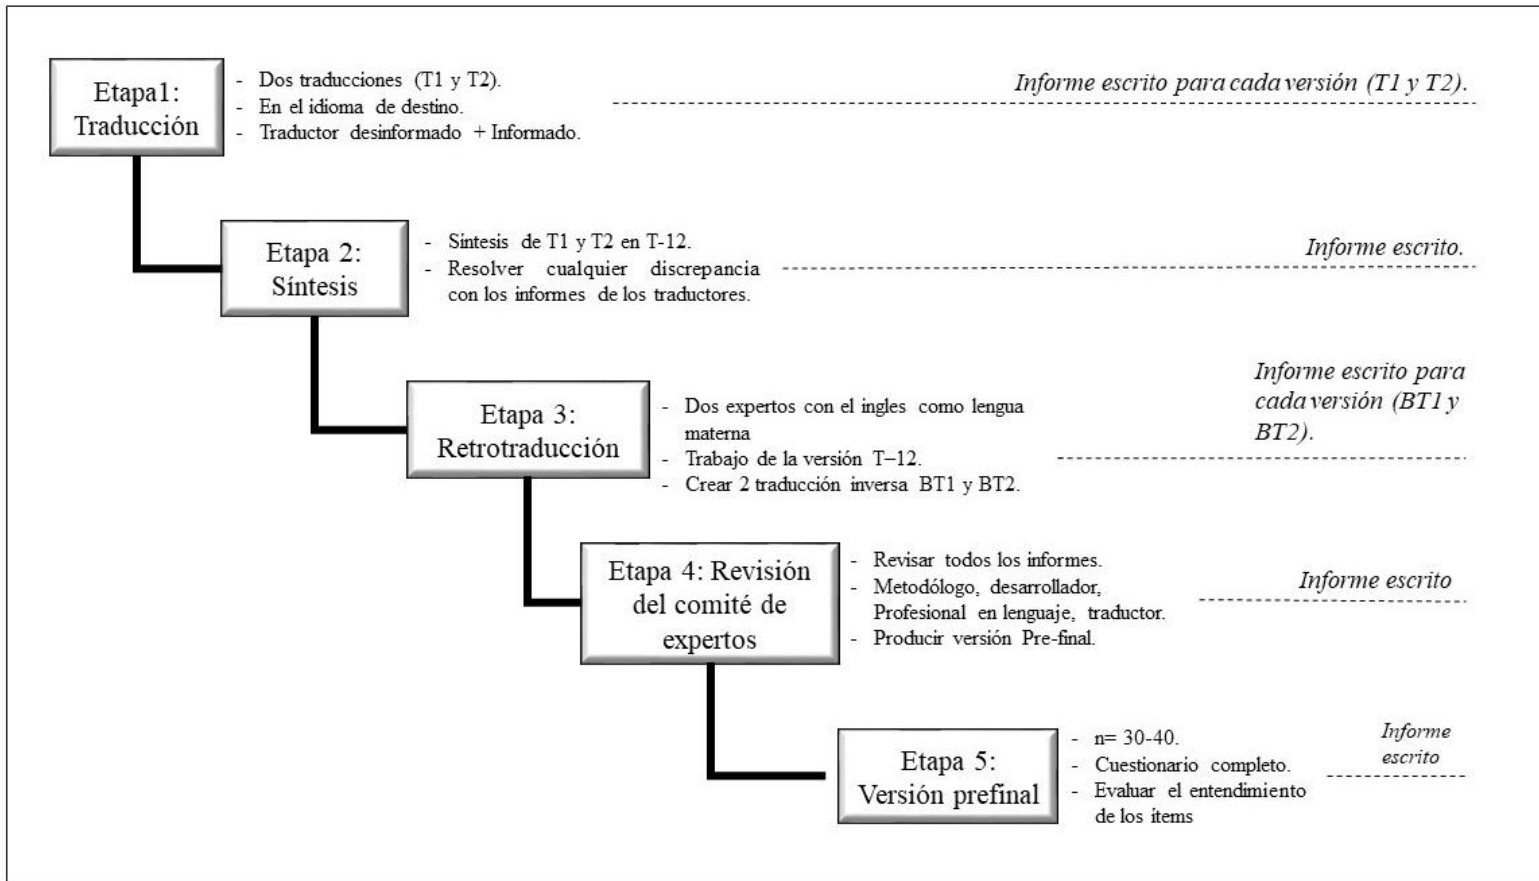 Etapa1:
Traducción
- Dos traducciones (T1 y T2).
- En el idioma de destino.
- Traductor desinformado + Informado.
Informe escrito para cada versión (T1 y T2).
Etapa 2:
Síntesis
- Síntesis de T1 y T2 en T-12.
- Resolver cualquier discrepancia
con los informes de los traductores.
Informe escrito.
Etapa 3:
Retrotraducción
- Dos expertos con el ingles como lengua
materna
- Trabajo de la versión T–12.
- Crear 2 traducción inversa BT1 y BT2.
Informe escrito para
cada versión (BT1 y
BT2).
Etapa 4: Revisión
del comité de
expertos
- Revisar todos los informes.
- Metodólogo, desarrollador,
Profesional en lenguaje, traductor.
- Producir versión Pre-final.
Informe escrito
Etapa 5:
Versión prefinal
- n= 30-40.
- Cuestionario completo.
- Evaluar el entendimiento
de los ítems
Informe
escrito